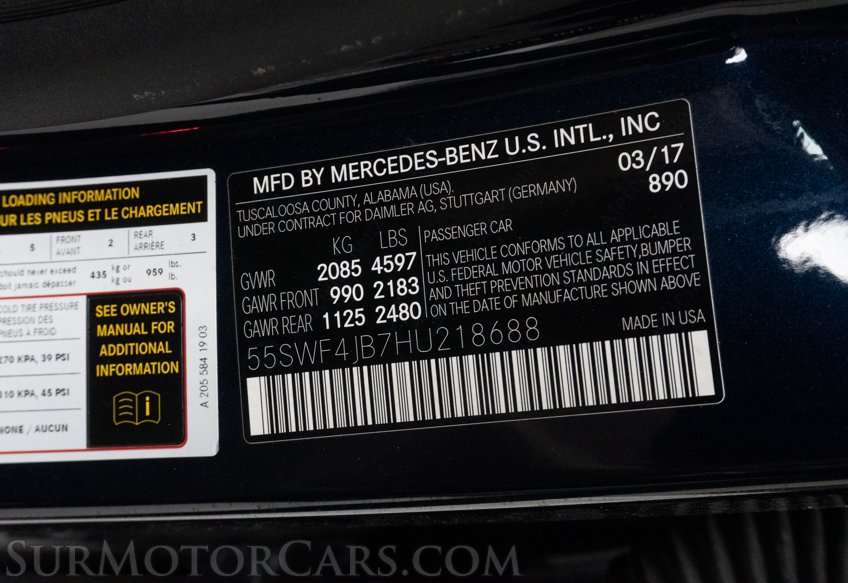 LOADING INFORMATION
UR LES PNEUS ET LE CHARGEMENT
5 FRONT AVANT 2 REAR ARRIÈRE 3
should never exceed
doit jamais dépasser
435 kg or kg ou 959 lbs. lb.
COLD TIRE PRESSURE
PRESSION DES
PNEUS À FROID
270 KPA, 39 PSI
310 KPA, 45 PSI
NONE / AUCUN
SEE OWNER'S
MANUAL FOR
ADDITIONAL
INFORMATION
i
A 205 584 19 03
MFD BY MERCEDES-BENZ U.S. INTL., INC
TUSCALOOSA COUNTY, ALABAMA (USA).
UNDER CONTRACT FOR DAIMLER AG, STUTTGART (GERMANY)
03/17
890
KG LBS
GVWR 2085 4597
GAWR FRONT 990 2183
GAWR REAR 1125 2480
PASSENGER CAR
THIS VEHICLE CONFORMS TO ALL APPLICABLE
U.S. FEDERAL MOTOR VEHICLE SAFETY,BUMPER
AND THEFT PREVENTION STANDARDS IN EFFECT
ON THE DATE OF MANUFACTURE SHOWN ABOVE
55SWF4JB7HU218688
MADE IN USA
SURMOTORCARS.COM